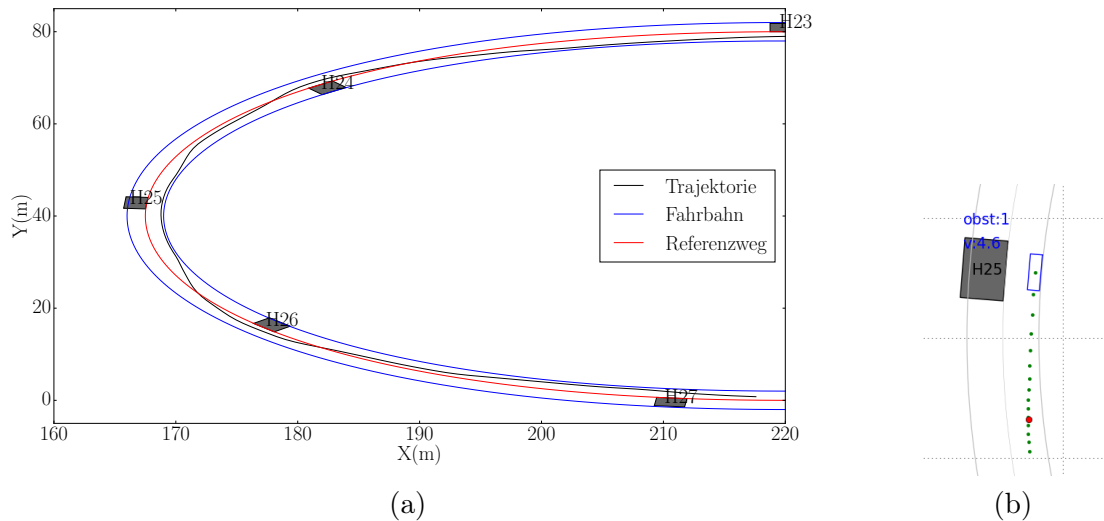 80
60
40
20
0
Y(m)
160
170
180
190
200
210
220
X(m)
H23
H24
H25
H26
H27
Trajektorie
Fahrbahn
Referenzweg
(a)
obst:1
v:4.6
H25
(b)